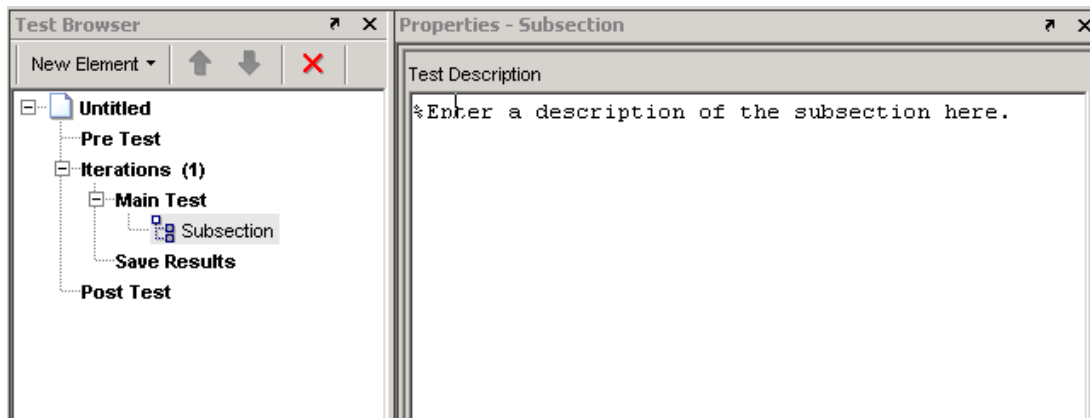 Test Browser
New Element
Untitled
Pre Test
Iterations (1)
Main Test
Subsection
Save Results
Post Test
Properties - Subsection
Test Description
%Enter a description of the subsection here.